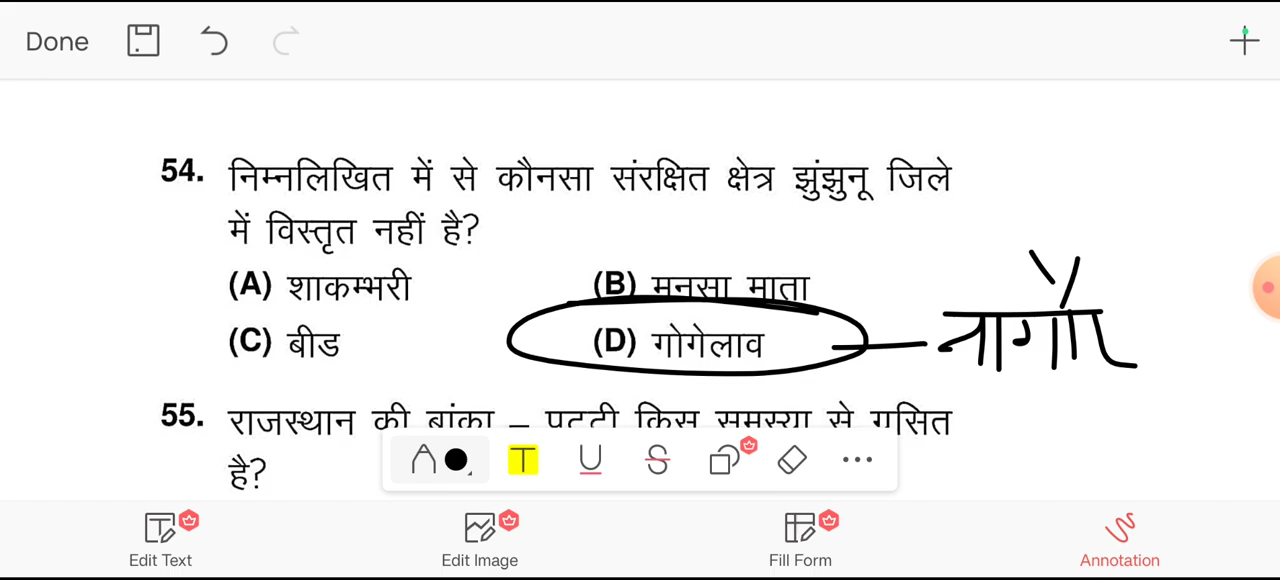 Done
54. निम्नलिखित में से कौनसा संरक्षित क्षेत्र झुंझुनू जिले
में विस्तृत नहीं है?
(A) शाकम्भरी (B) मनसा माता
(C) बीड (D) गोगेलाव नागौर
55. राजस्थान की बांका – पट्टी किस समस्या से ग्रसित
है?
T U S
Edit Text Edit Image Fill Form Annotation